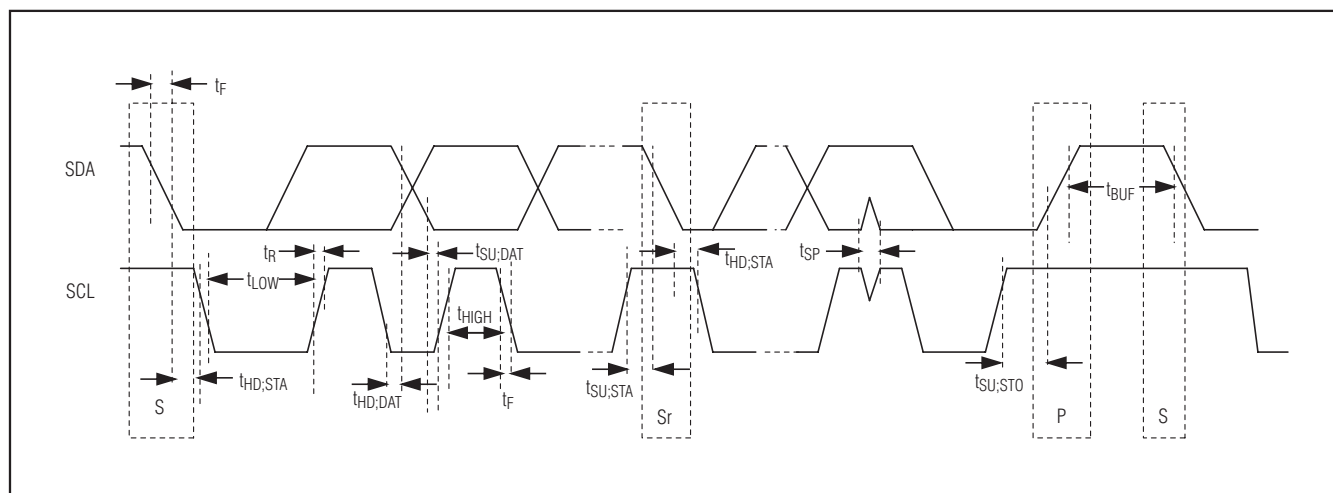 tF
SDA
tBUF
tR
tSU;DAT
tHD;STA
tSP
tLOW
SCL
tHIGH
tHD;STA
tHD;DAT
tF
tSU;STA
tSU;STO
S
Sr
P
S